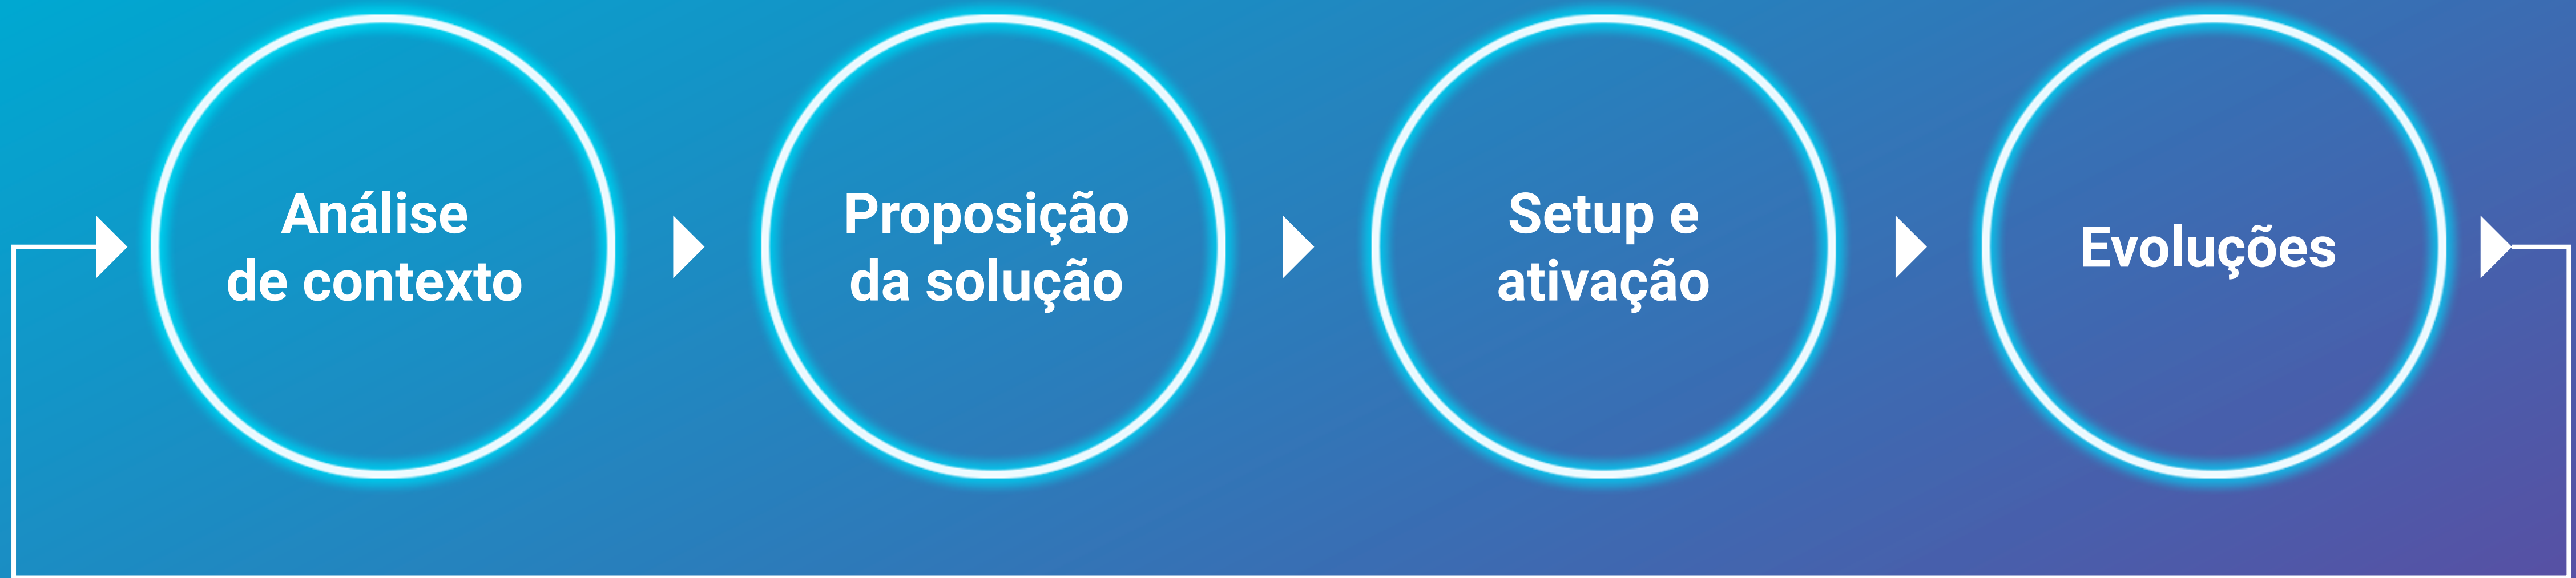 Análise
de contexto
Proposição
da solução
Setup e
ativação
Evoluções